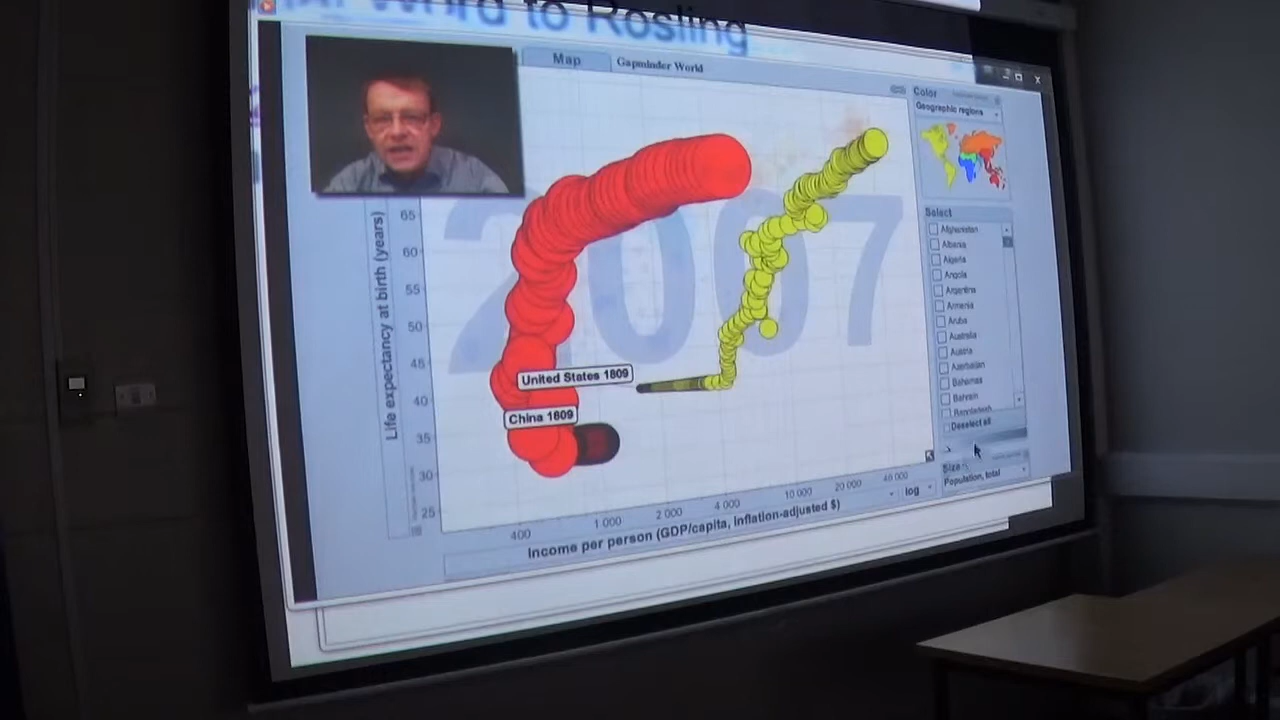 Word to Rosling
Map
Gapminder World
Color
Geographic regions
Select
Afghanistan
Albania
Algeria
Angola
Argentina
Armenia
Aruba
Australia
Austria
Azerbaijan
Bahamas
Bahrain
Bangladesh
Deselect all
Size
Population, total
2007
Life expectancy at birth (years)
65
60
55
50
45
40
35
30
25
United States 1809
China 1809
400
1 000
2 000
4 000
10 000
20 000
40 000
log
Income per person (GDP/capita, inflation-adjusted $)